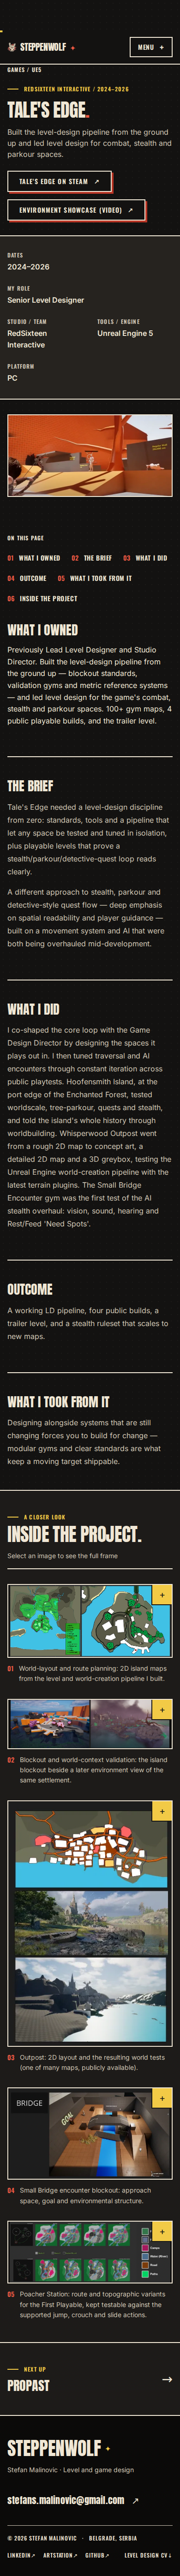 STEPPENWOLF
MENU +
GAMES / UE5
REDSIXTEEN INTERACTIVE / 2024–2026
TALE'S EDGE.
Built the level-design pipeline from the ground
up and led level design for combat, stealth and
parkour spaces.
TALE'S EDGE ON STEAM ↗
ENVIRONMENT SHOWCASE (VIDEO) ↗
DATES
2024–2026
MY ROLE
Senior Level Designer
STUDIO / TEAM
RedSixteen
Interactive
TOOLS / ENGINE
Unreal Engine 5
PLATFORM
PC
ON THIS PAGE
01 WHAT I OWNED 02 THE BRIEF 03 WHAT I DID
04 OUTCOME 05 WHAT I TOOK FROM IT
06 INSIDE THE PROJECT
WHAT I OWNED
Previously Lead Level Designer and Studio
Director. Built the level-design pipeline from
the ground up — blockout standards,
validation gyms and metric reference systems
— and led level design for the game's combat,
stealth and parkour spaces. 100+ gym maps, 4
public playable builds, and the trailer level.
THE BRIEF
Tale's Edge needed a level-design discipline
from zero: standards, tools and a pipeline that
let any space be tested and tuned in isolation,
plus playable levels that prove a
stealth/parkour/detective-quest loop reads
clearly.
A different approach to stealth, parkour and
detective-style quest flow — deep emphasis
on spatial readability and player guidance —
built on a movement system and AI that were
both being overhauled mid-development.
WHAT I DID
I co-shaped the core loop with the Game
Design Director by designing the spaces it
plays out in. I then tuned traversal and AI
encounters through constant iteration across
public playtests. Hoofensmith Island, at the
port edge of the Enchanted Forest, tested
worldscale, tree-parkour, quests and stealth,
and told the island's whole history through
worldbuilding. Whisperwood Outpost went
from a rough 2D map to concept art, a
detailed 2D map and a 3D greybox, testing the
Unreal Engine world-creation pipeline with the
latest terrain plugins. The Small Bridge
Encounter gym was the first test of the AI
stealth overhaul: vision, sound, hearing and
Rest/Feed 'Need Spots'.
OUTCOME
A working LD pipeline, four public builds, a
trailer level, and a stealth ruleset that scales to
new maps.
WHAT I TOOK FROM IT
Designing alongside systems that are still
changing forces you to build for change —
modular gyms and clear standards are what
keep a moving target shippable.
A CLOSER LOOK
INSIDE THE PROJECT.
Select an image to see the full frame
01 World-layout and route planning: 2D island maps
from the level and world-creation pipeline I built.
02 Blockout and world-context validation: the island
blockout beside a later environment view of the
same settlement.
03 Outpost: 2D layout and the resulting world tests
(one of many maps, publicly available).
BRIDGE
GOAL
04 Small Bridge encounter blockout: approach
space, goal and environmental structure.
05 Poacher Station: route and topographic variants
for the First Playable, kept testable against the
supported jump, crouch and slide actions.
NEXT UP
PROPAST
→
STEPPENWOLF
Stefan Malinovic · Level and game design
stefans.malinovic@gmail.com ↗
© 2026 STEFAN MALINOVIC · BELGRADE, SERBIA
LINKEDIN↗ ARTSTATION↗ GITHUB↗ LEVEL DESIGN CV↓